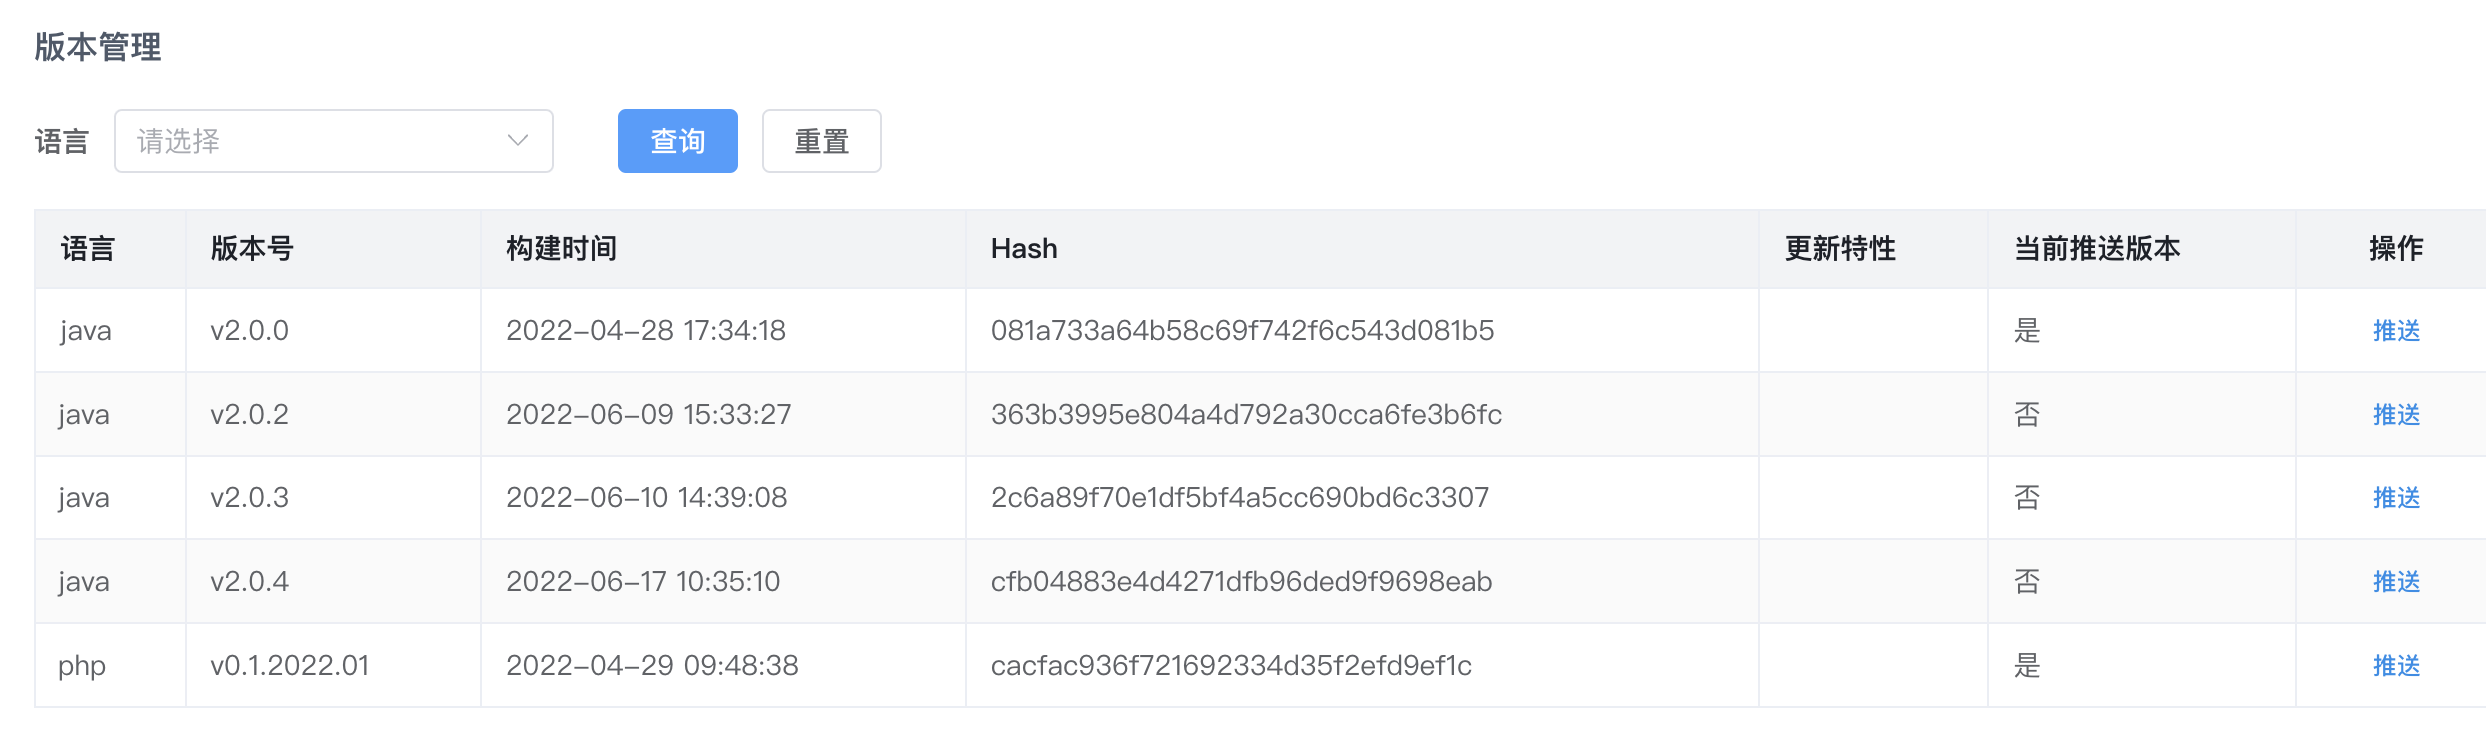 版本管理
语言 请选择 查询 重置
语言 版本号 构建时间 Hash 更新特性 当前推送版本 操作
java v2.0.0 2022-04-28 17:34:18 081a733a64b58c69f742f6c543d081b5 是 推送
java v2.0.2 2022-06-09 15:33:27 363b3995e804a4d792a30cca6fe3b6fc 否 推送
java v2.0.3 2022-06-10 14:39:08 2c6a89f70e1df5bf4a5cc690bd6c3307 否 推送
java v2.0.4 2022-06-17 10:35:10 cfb04883e4d4271dfb96ded9f9698eab 否 推送
php v0.1.2022.01 2022-04-29 09:48:38 cacfac936f721692334d35f2efd9ef1c 是 推送